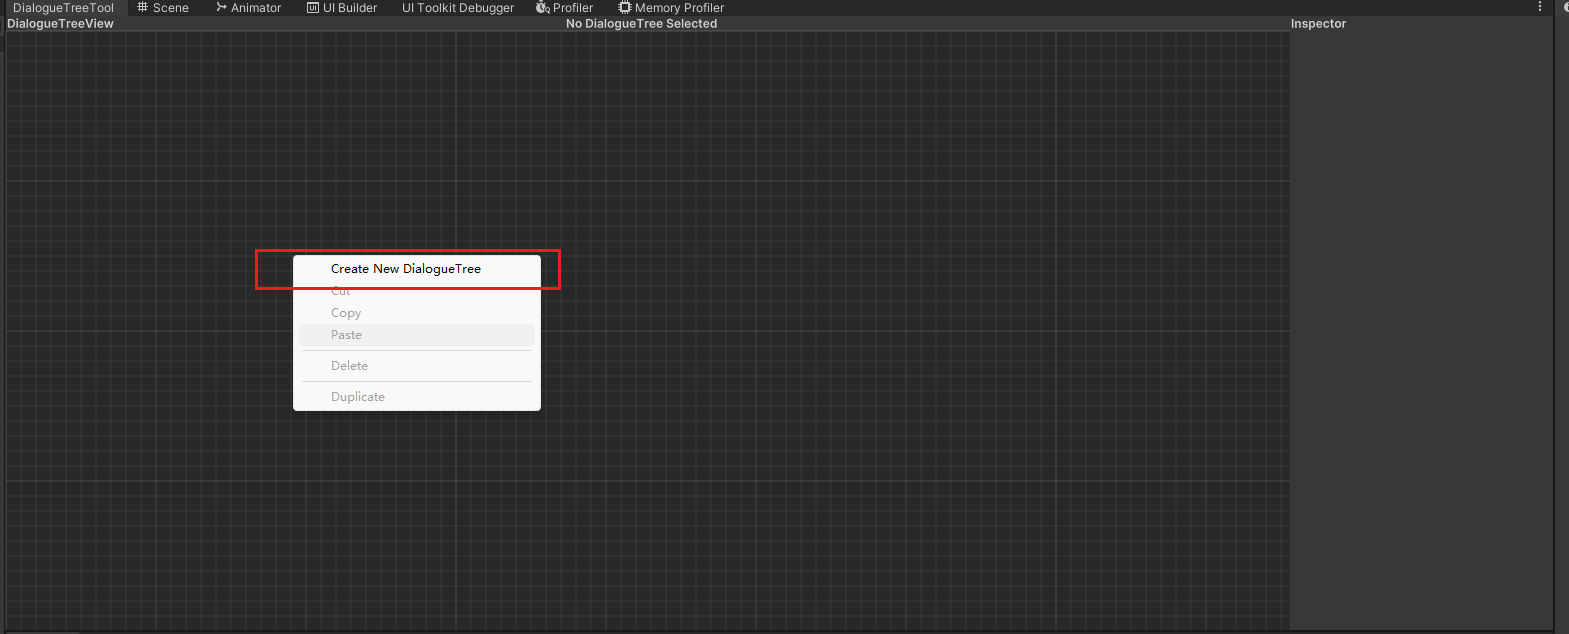 DialogueTreeTool Scene Animator UI Builder UI Toolkit Debugger Profiler Memory Profiler
DialogueTreeView No DialogueTree Selected Inspector
Create New DialogueTree
Cut
Copy
Paste
Delete
Duplicate